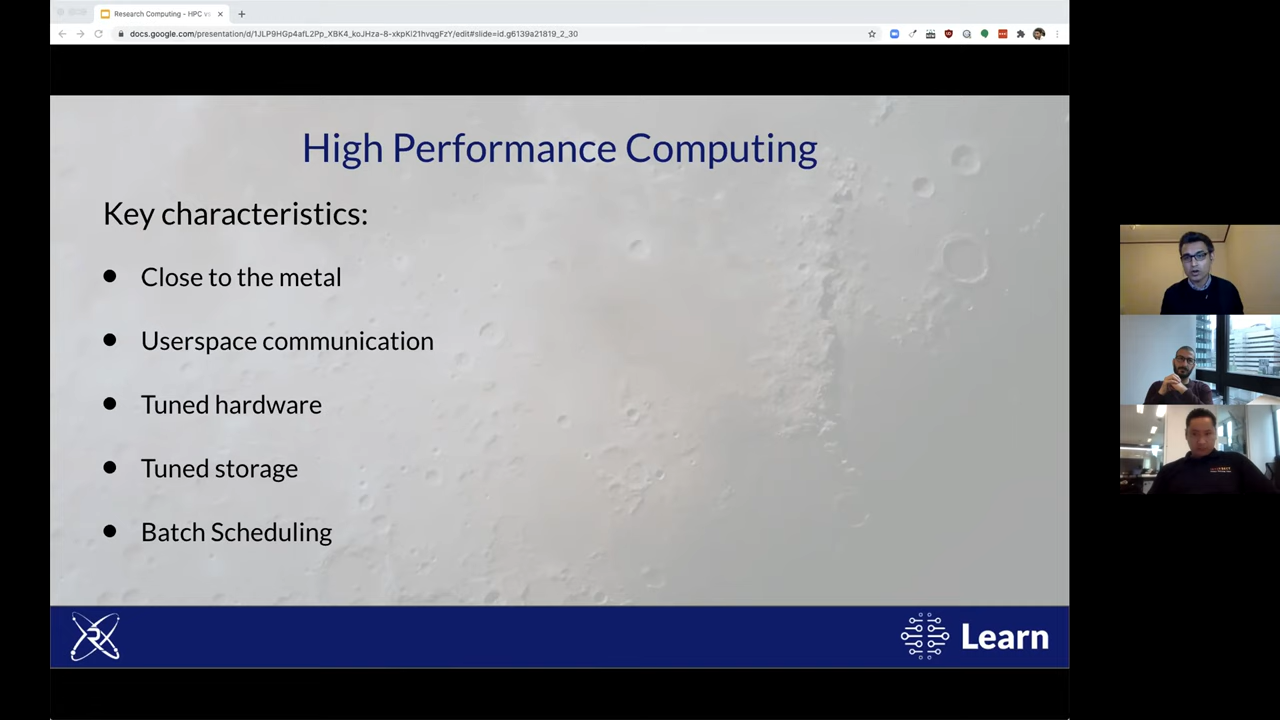 Research Computing - HPC vs
docs.google.com/presentation/d/1JLP9HGp4afL2Pp_XBK4_koJHza-8-xkpKi21hvqgFzY/edit#slide=id.g6139a21819_2_30
High Performance Computing
Key characteristics:
Close to the metal
Userspace communication
Tuned hardware
Tuned storage
Batch Scheduling
Learn